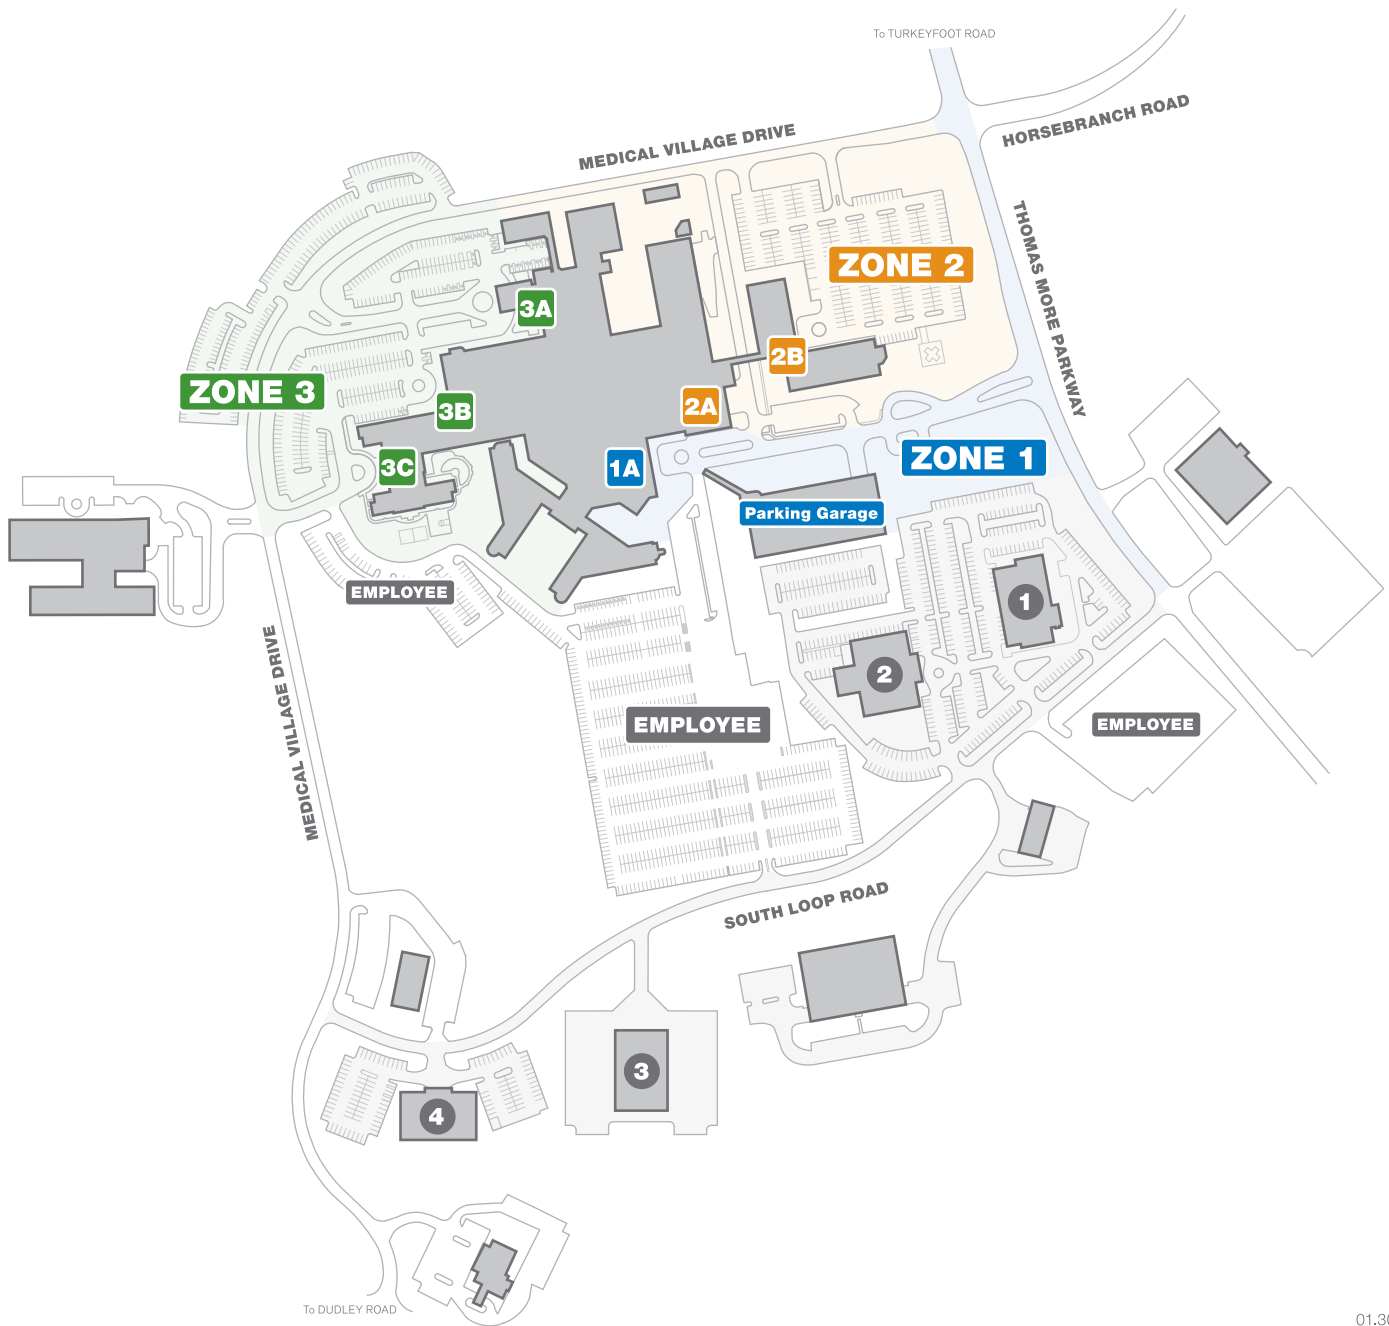 To TURKEYFOOT ROAD
HORSEBRANCH ROAD
MEDICAL VILLAGE DRIVE
THOMAS MORE PARKWAY
ZONE 2
3A
2B
ZONE 3
3B
2A
3C
1A
ZONE 1
Parking Garage
EMPLOYEE
1
2
EMPLOYEE
EMPLOYEE
MEDICAL VILLAGE DRIVE
SOUTH LOOP ROAD
3
4
To DUDLEY ROAD